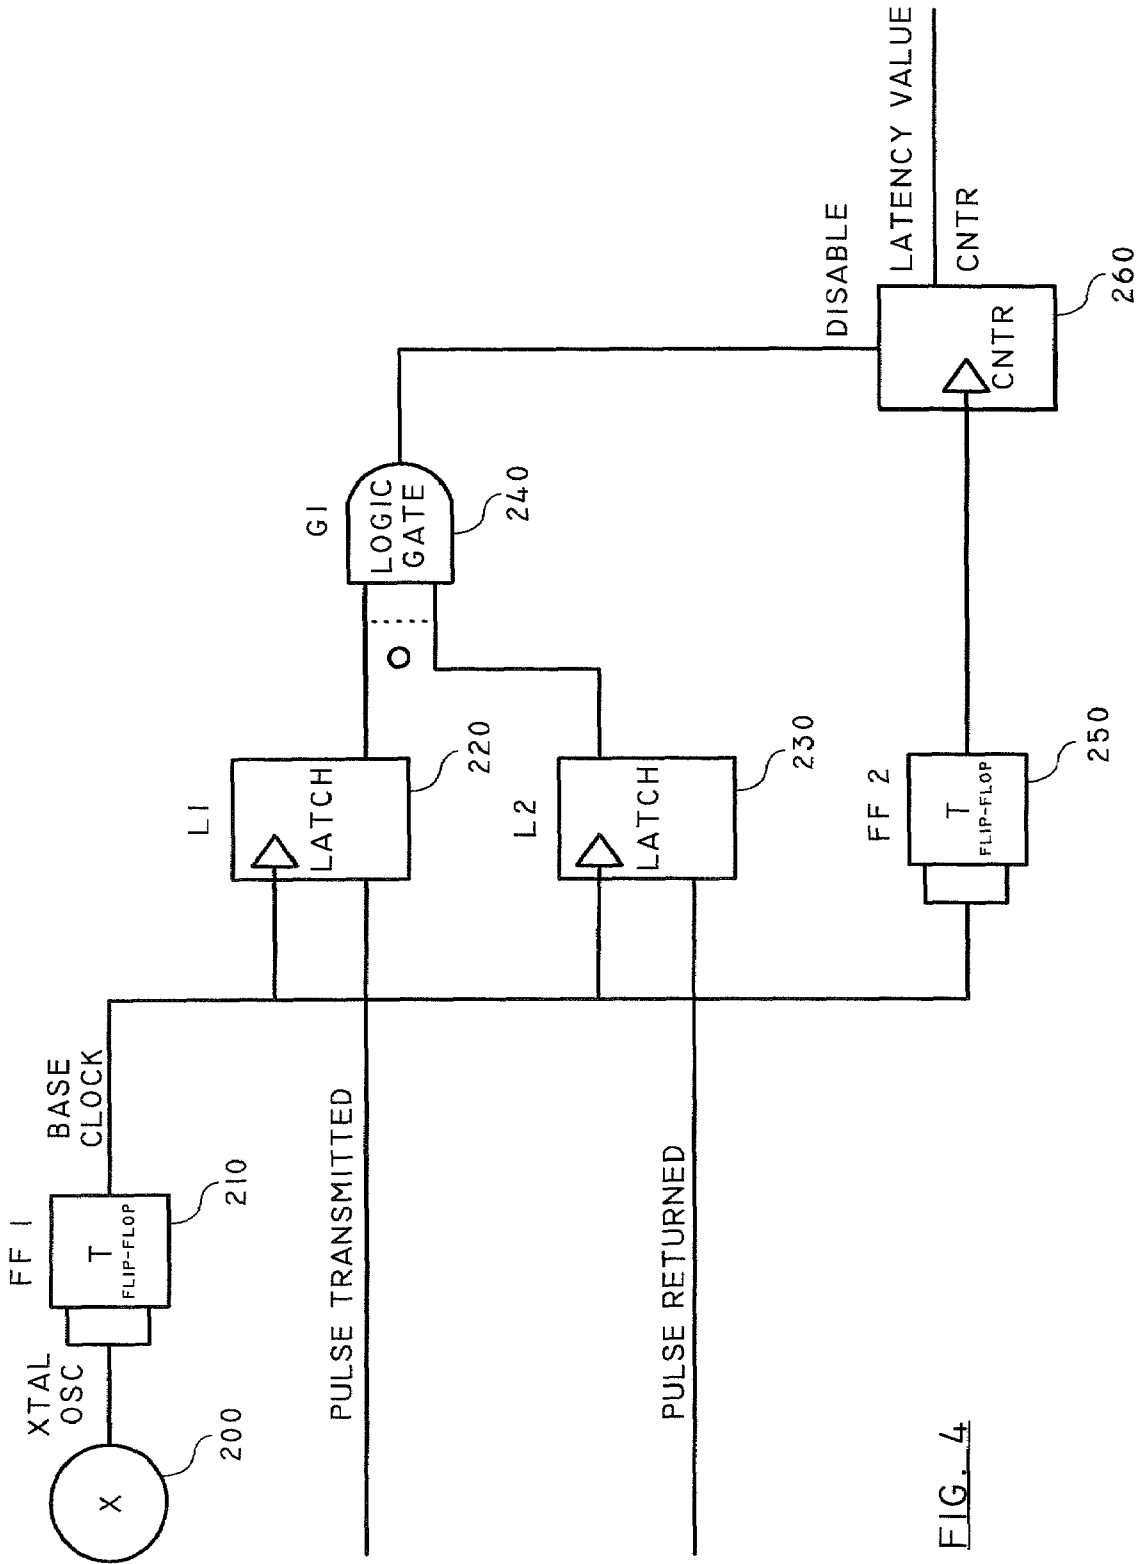 XTAL
OSC
X
200
FF 1
T
FLIP-FLOP
210
BASE
CLOCK
PULSE TRANSMITTED
PULSE RETURNED
L1
LATCH
220
L2
LATCH
230
FF 2
T
FLIP-FLOP
250
G1
LOGIC
GATE
240
DISABLE
CNTR
260
LATENCY VALUE
CNTR
FIG. 4